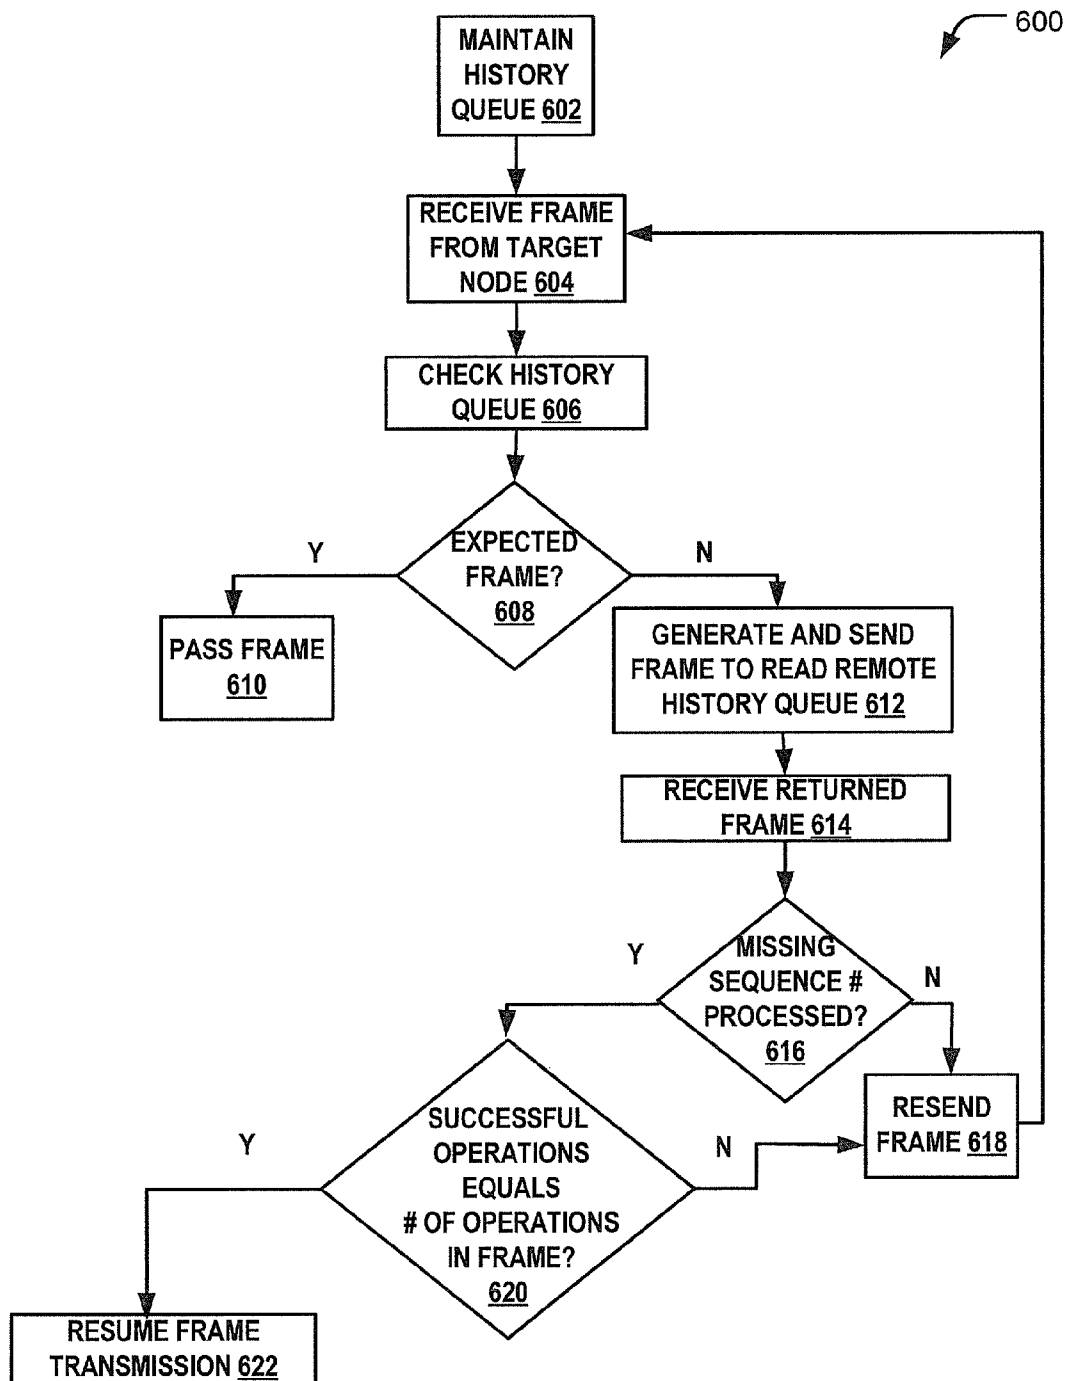 600
MAINTAIN
HISTORY
QUEUE 602
RECEIVE FRAME
FROM TARGET
NODE 604
CHECK HISTORY
QUEUE 606
EXPECTED
FRAME?
608
Y
N
PASS FRAME
610
GENERATE AND SEND
FRAME TO READ REMOTE
HISTORY QUEUE 612
RECEIVE RETURNED
FRAME 614
MISSING
SEQUENCE #
PROCESSED?
616
Y
N
RESEND
FRAME 618
SUCCESSFUL
OPERATIONS
EQUALS
# OF OPERATIONS
IN FRAME?
620
Y
N
RESUME FRAME
TRANSMISSION 622